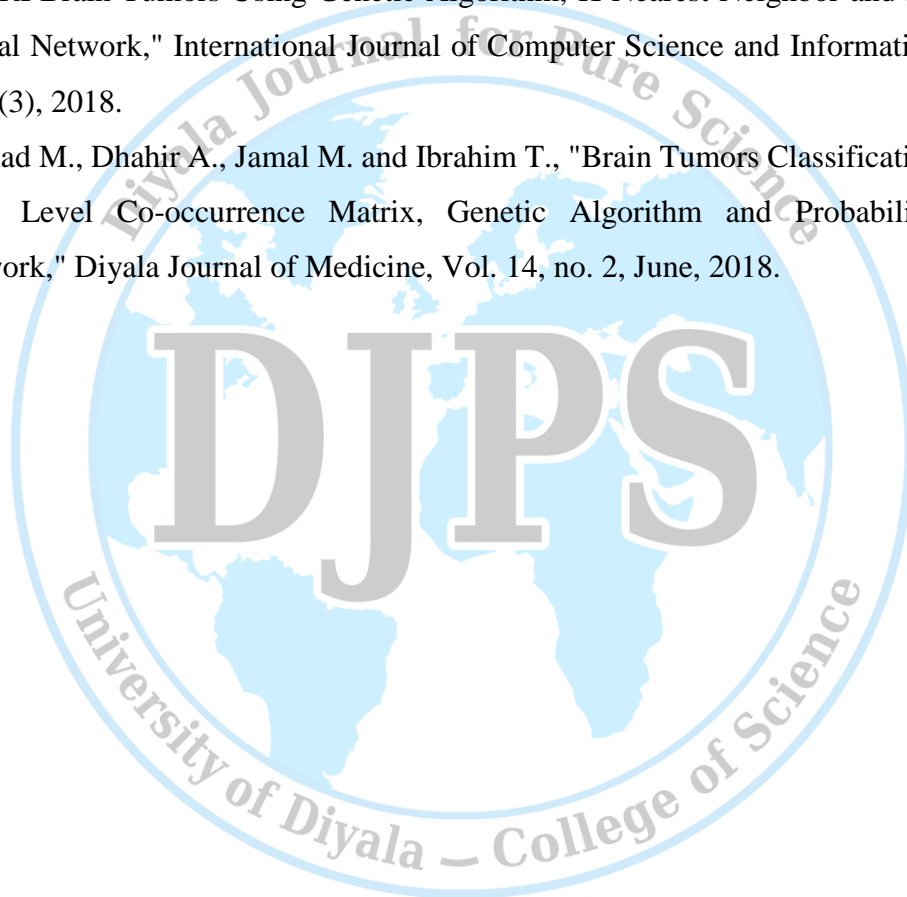 Brain Tumors Using Genetic Algorithm, K-Nearest Neighbor and
al Network," International Journal of Computer Science and Informati
(3), 2018.
ad M., Dhahir A., Jamal M. and Ibrahim T., "Brain Tumors Classificati
Level Co-occurrence Matrix, Genetic Algorithm and Probabili
work," Diyala Journal of Medicine, Vol. 14, no. 2, June, 2018.
Diyala Journal for Pure Science
DJPS
University of Diyala – College of Science